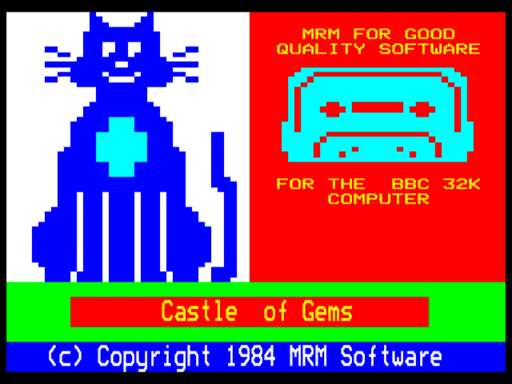 MRM FOR GOOD
QUALITY SOFTWARE
FOR THE  BBC 32K
COMPUTER
Castle  of Gems
(c) Copyright 1984 MRM Software